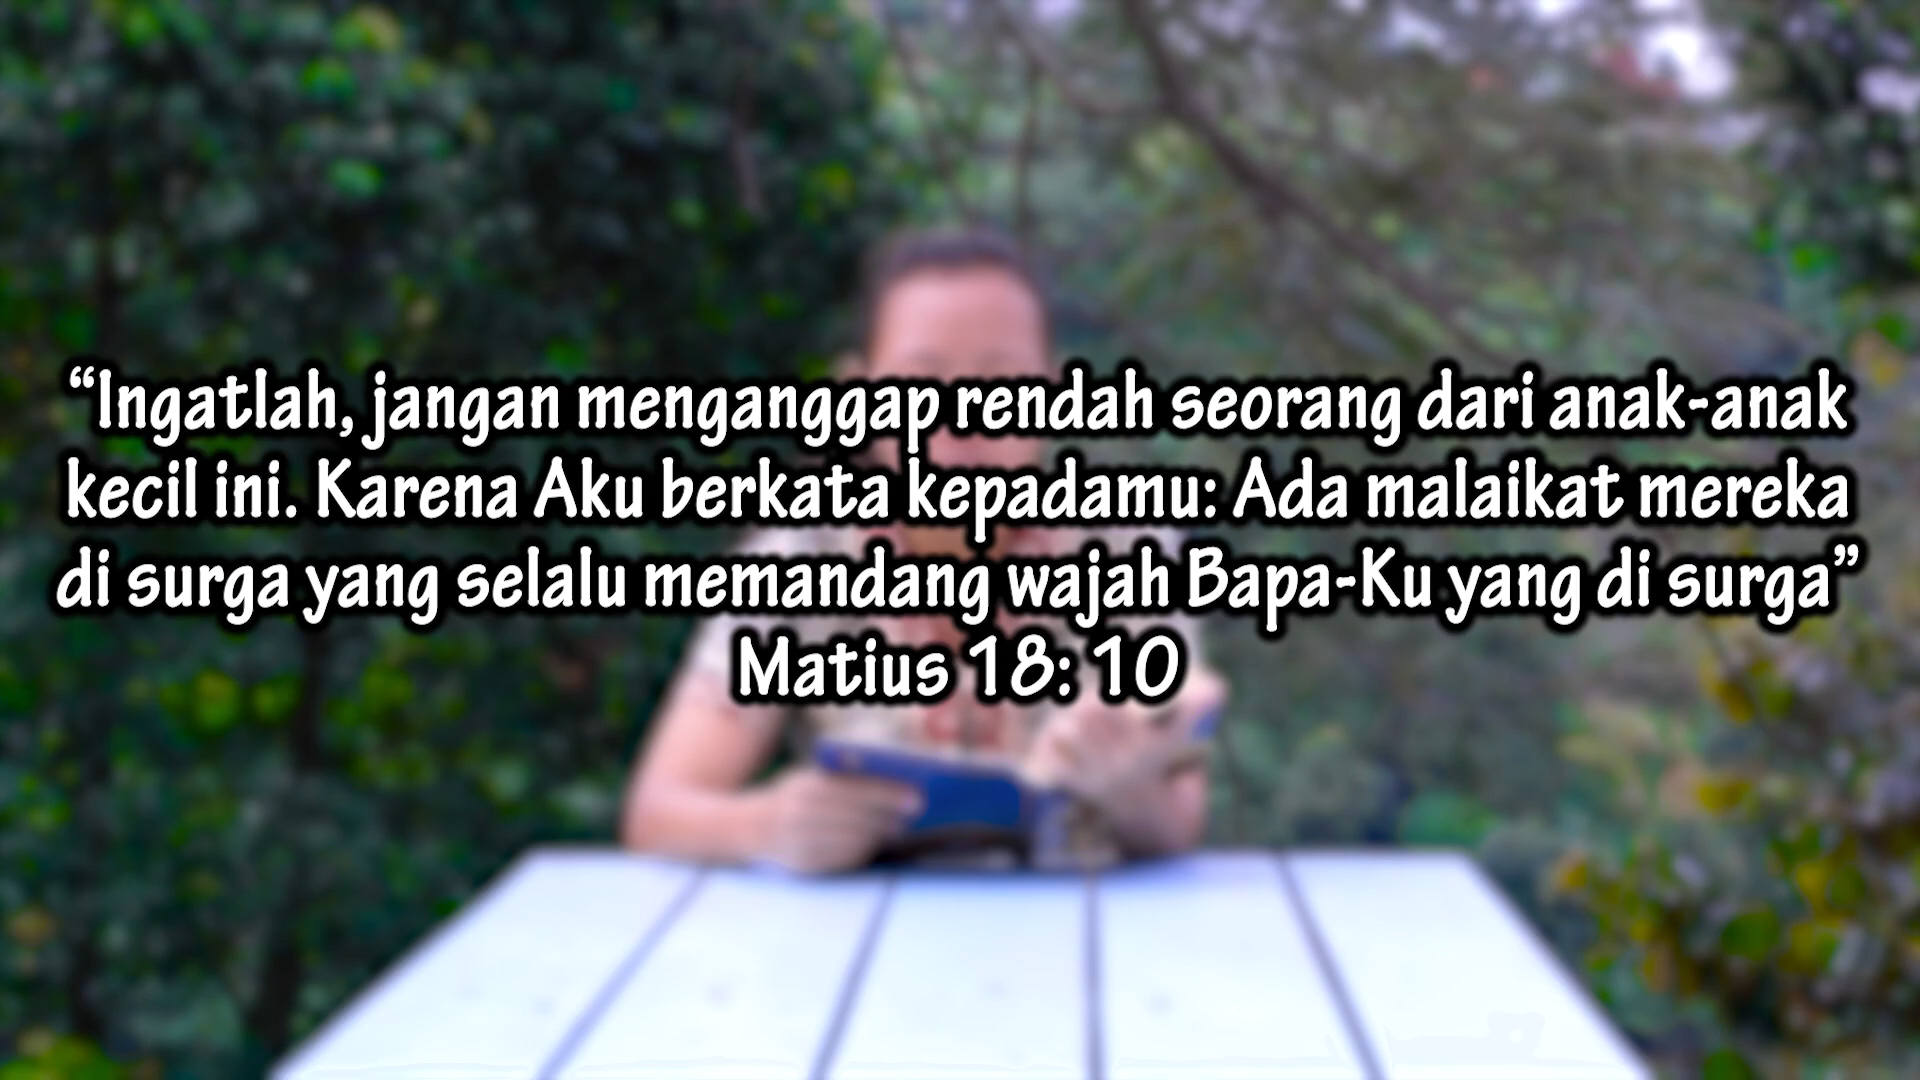 “Ingatlah, jangan menganggap rendah seorang dari anak-anak
kecil ini. Karena Aku berkata kepadamu: Ada malaikat mereka
di surga yang selalu memandang wajah Bapa-Ku yang di surga”
Matius 18: 10